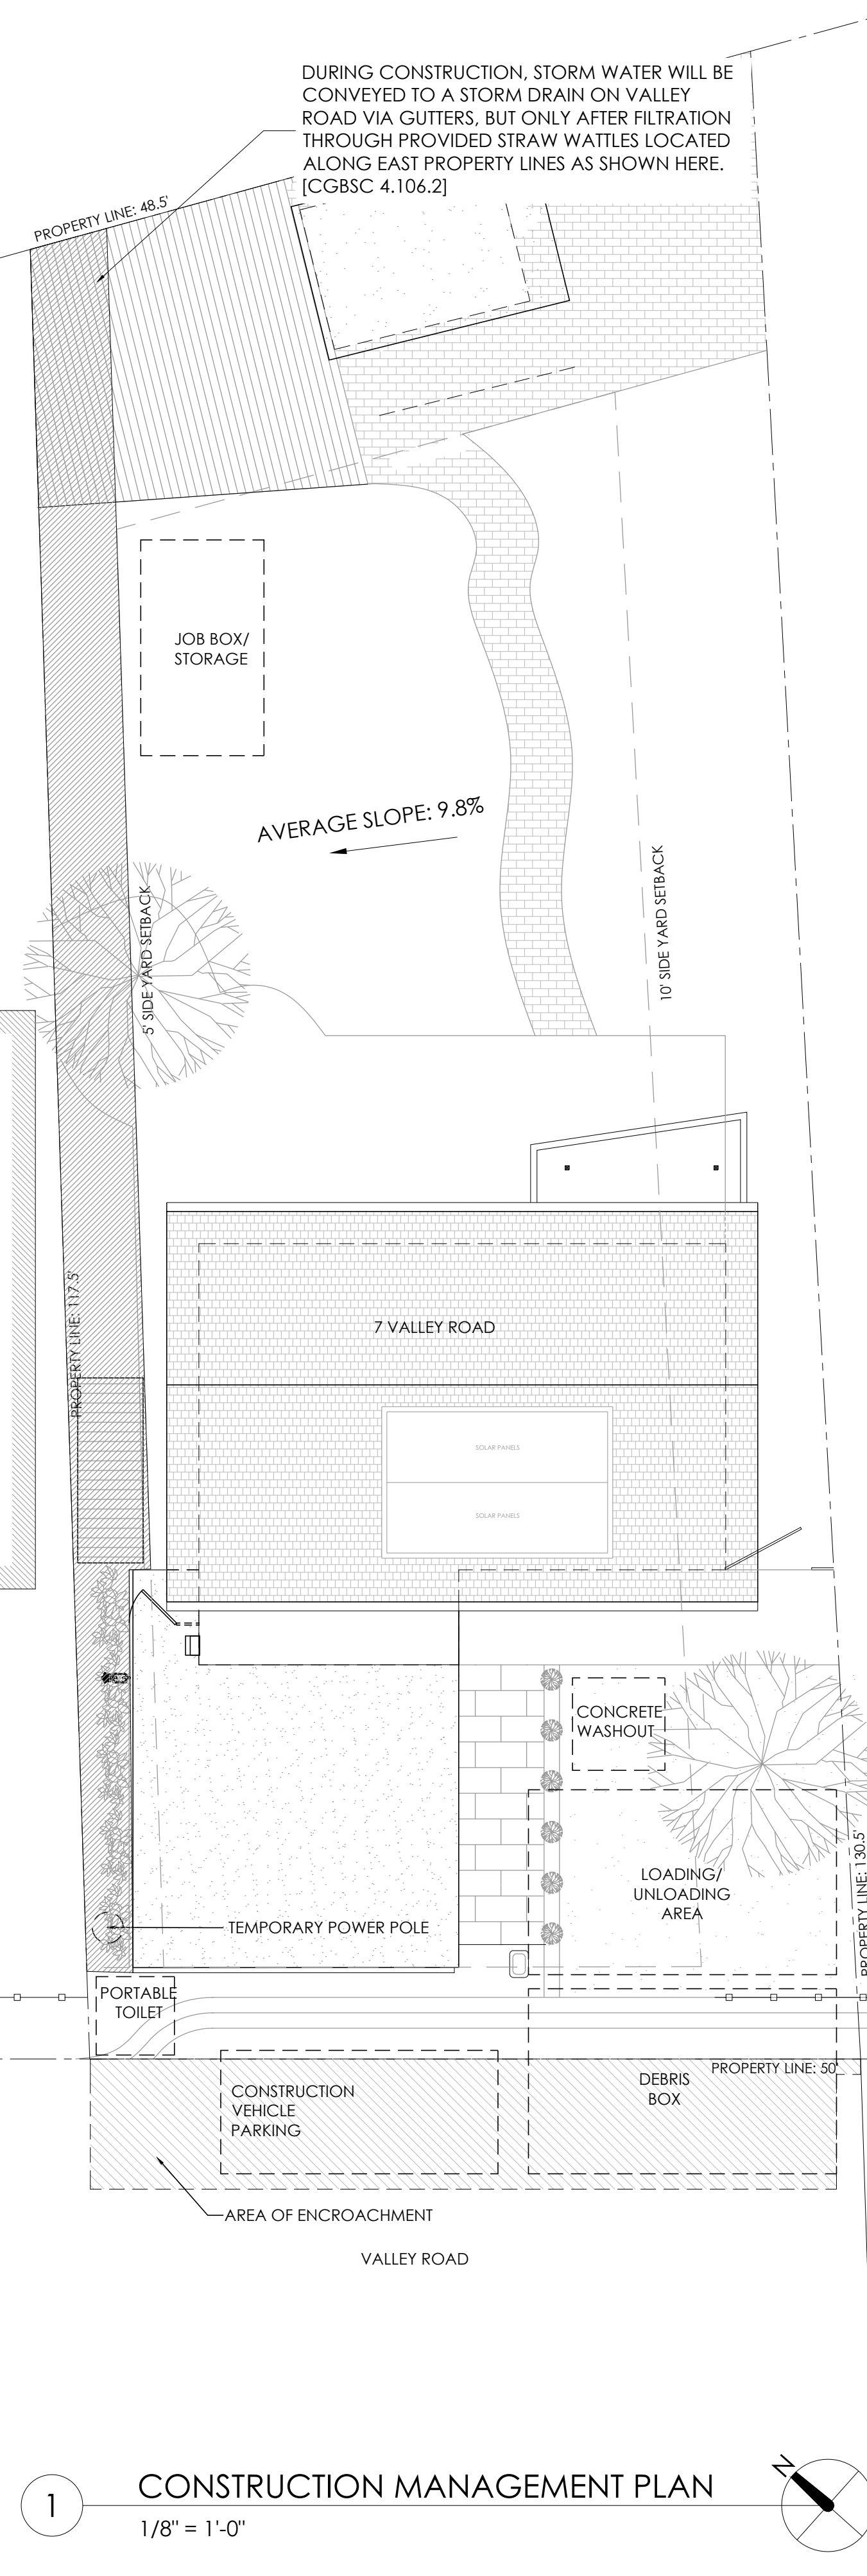 DURING CONSTRUCTION, STORM WATER WILL BE
CONVEYED TO A STORM DRAIN ON VALLEY
ROAD VIA GUTTERS, BUT ONLY AFTER FILTRATION
THROUGH PROVIDED STRAW WATTLES LOCATED
ALONG EAST PROPERTY LINES AS SHOWN HERE.
[CGBSC 4.106.2]
PROPERTY LINE: 48.5'
JOB BOX/
STORAGE
AVERAGE SLOPE: 9.8%
5' SIDE YARD SETBACK
10' SIDE YARD SETBACK
PROPERTY LINE: 117.5'
7 VALLEY ROAD
SOLAR PANELS
SOLAR PANELS
CONCRETE
WASHOUT
LOADING/
UNLOADING
AREA
PROPERTY LINE: 130.5'
TEMPORARY POWER POLE
PORTABLE
TOILET
PROPERTY LINE: 50'
CONSTRUCTION
VEHICLE
PARKING
DEBRIS
BOX
AREA OF ENCROACHMENT
VALLEY ROAD
N
1
CONSTRUCTION MANAGEMENT PLAN
1/8" = 1'-0"